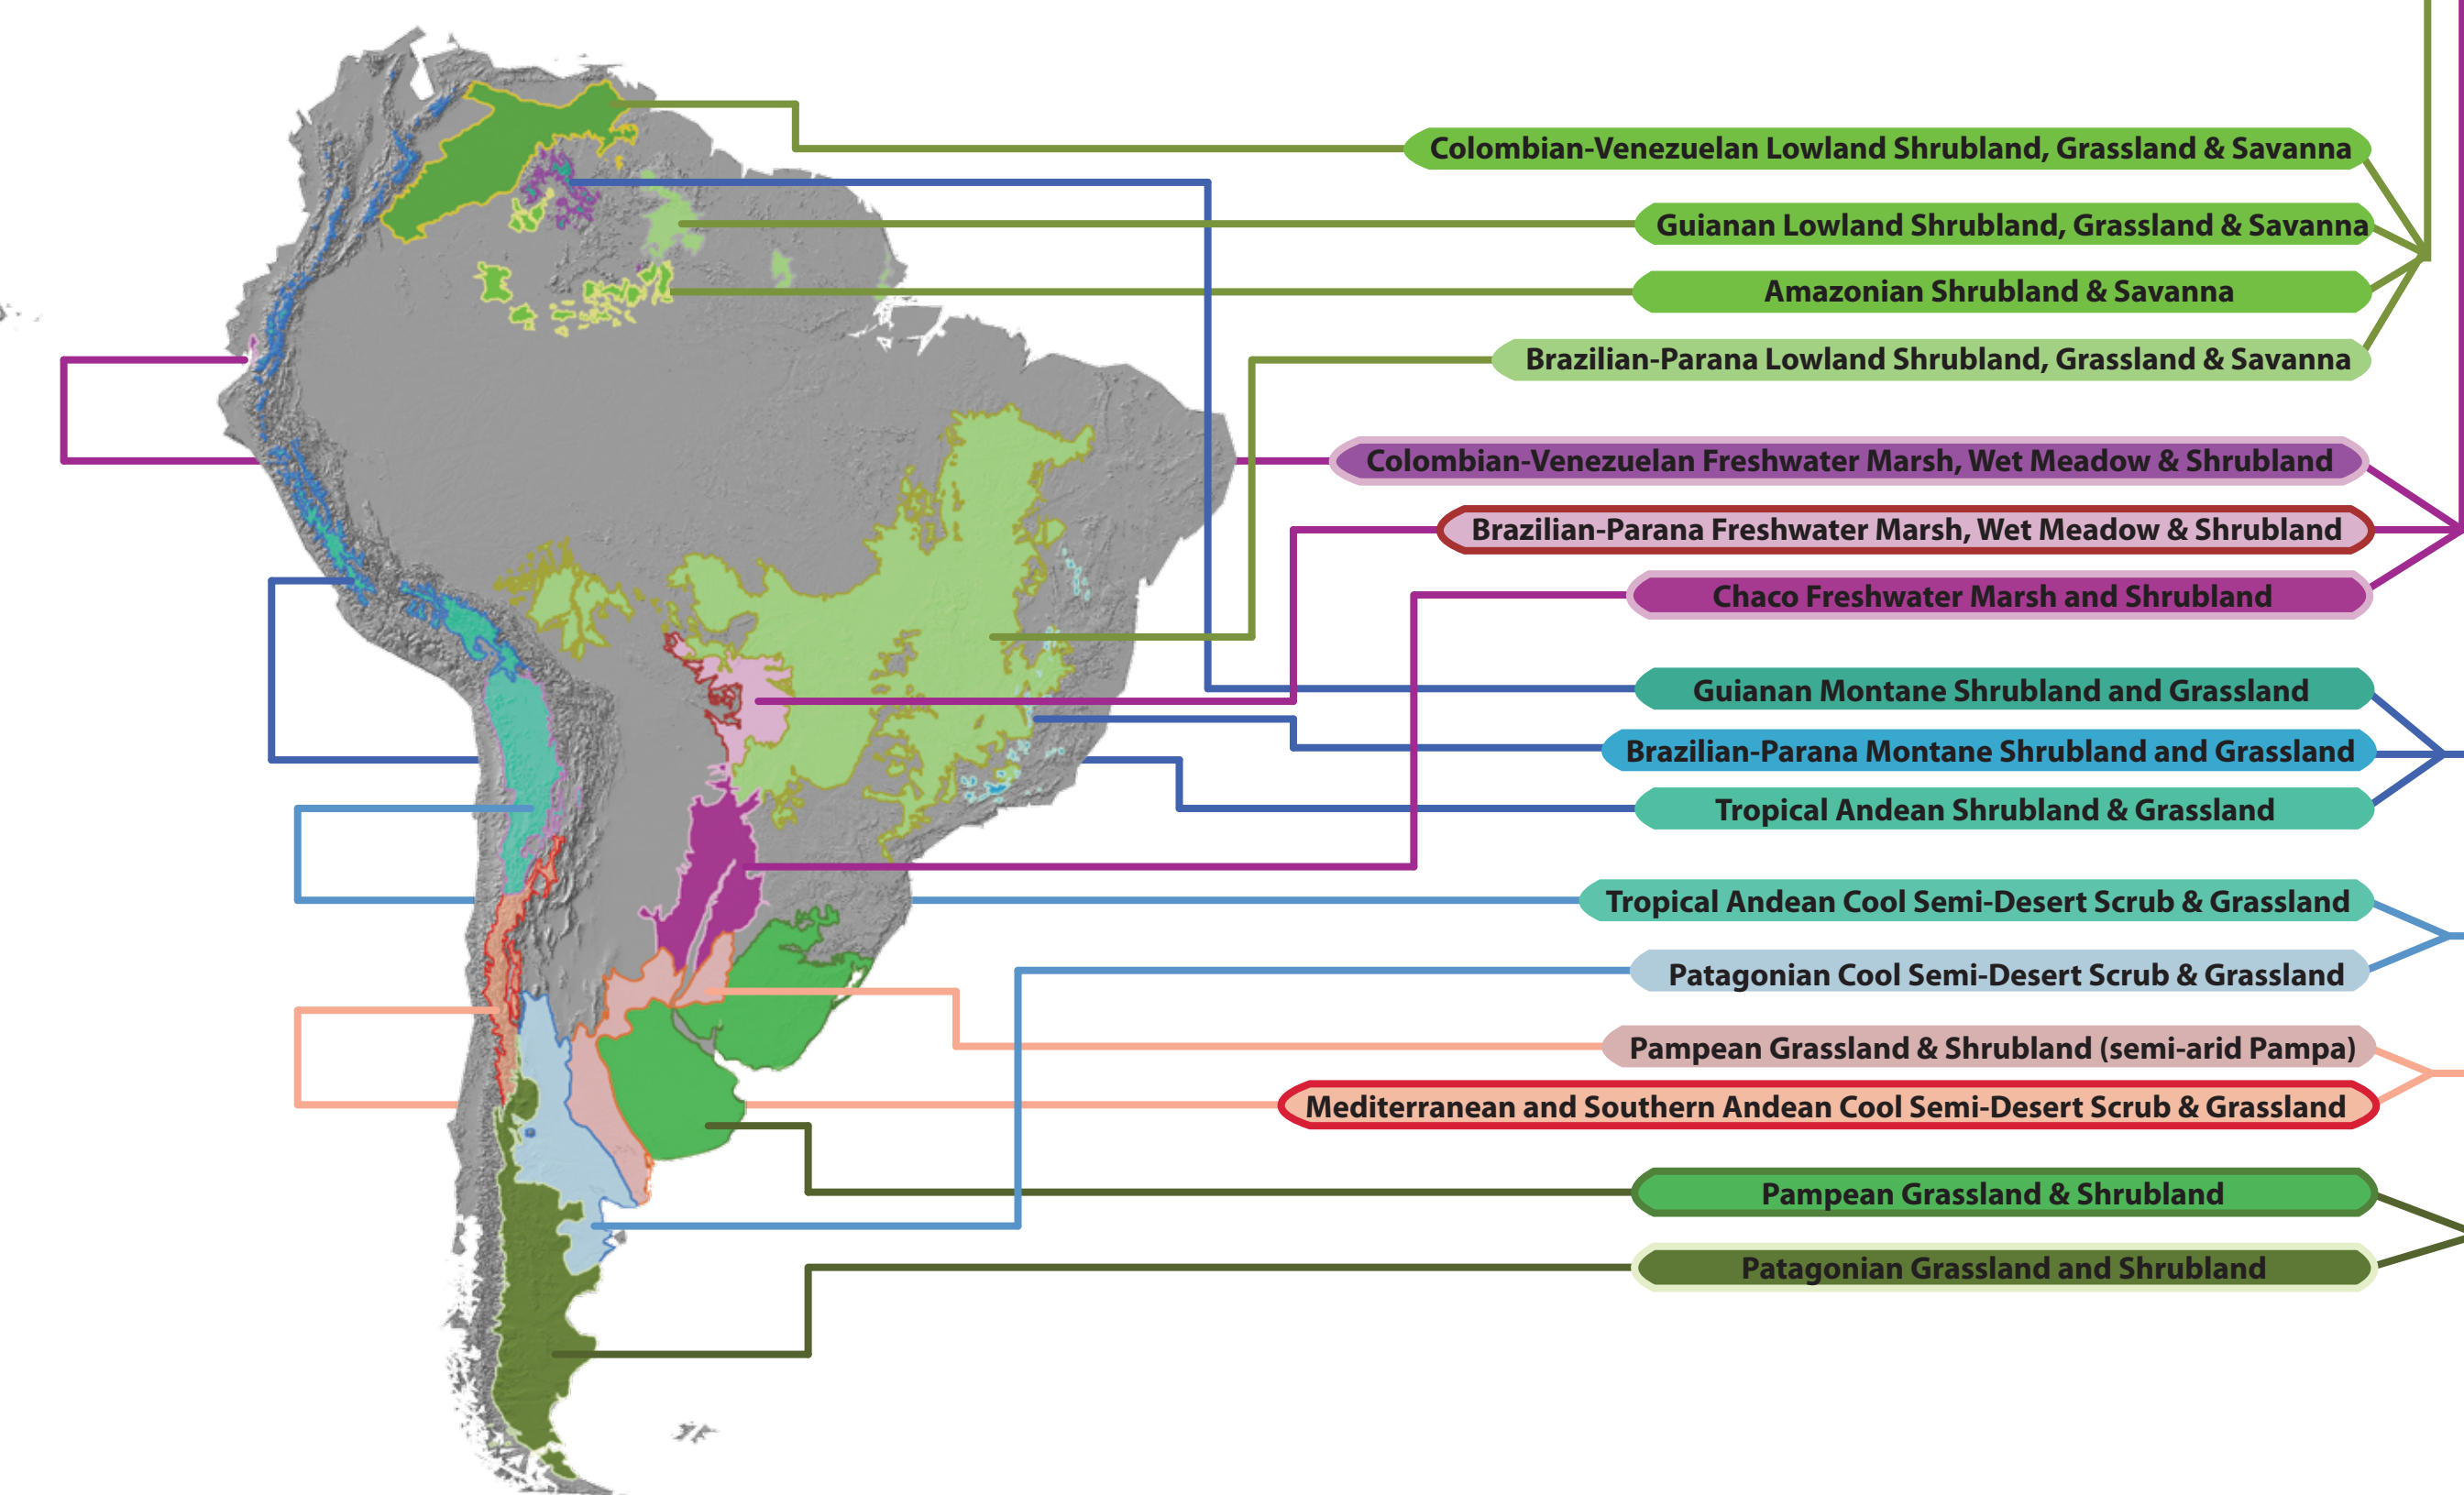 Colombian-Venezuelan Lowland Shrubland, Grassland & Savanna
Guianan Lowland Shrubland, Grassland & Savanna
Amazonian Shrubland & Savanna
Brazilian-Parana Lowland Shrubland, Grassland & Savanna
Colombian-Venezuelan Freshwater Marsh, Wet Meadow & Shrubland
Brazilian-Parana Freshwater Marsh, Wet Meadow & Shrubland
Chaco Freshwater Marsh and Shrubland
Guianan Montane Shrubland and Grassland
Brazilian-Parana Montane Shrubland and Grassland
Tropical Andean Shrubland & Grassland
Tropical Andean Cool Semi-Desert Scrub & Grassland
Patagonian Cool Semi-Desert Scrub & Grassland
Pampean Grassland & Shrubland (semi-arid Pampa)
Mediterranean and Southern Andean Cool Semi-Desert Scrub & Grassland
Pampean Grassland & Shrubland
Patagonian Grassland and Shrubland